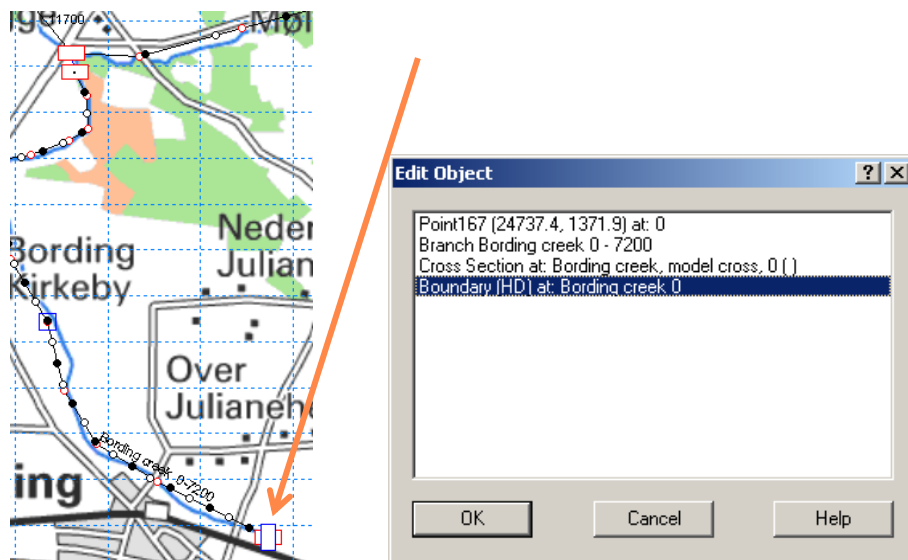 11700
Bording
Kirkeby
Neder
Julian
Over
Julianeh
Bording creek 0-7200
ing
Edit Object
Point167 (24737.4, 1371.9) at: 0
Branch Bording creek 0 - 7200
Cross Section at: Bording creek, model cross, 0 ( )
Boundary (HD) at: Bording creek 0
OK
Cancel
Help